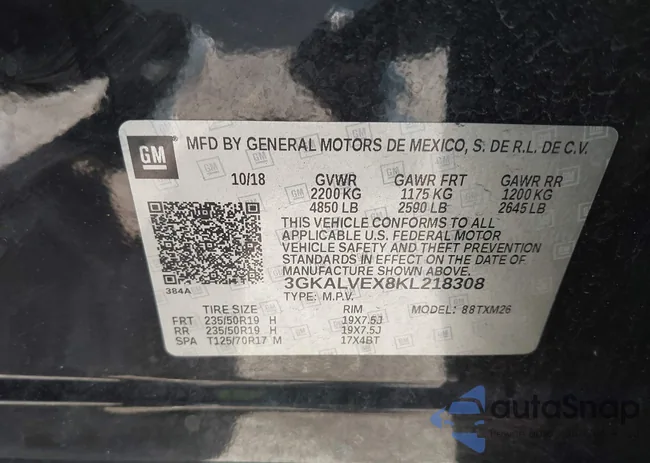 GM MFD BY GENERAL MOTORS DE MEXICO, S. DE R.L. DE C.V.
10/18 GVWR GAWR FRT GAWR RR
2200 KG 1175 KG 1200 KG
4850 LB 2590 LB 2645 LB
THIS VEHICLE CONFORMS TO ALL
APPLICABLE U.S. FEDERAL MOTOR
VEHICLE SAFETY AND THEFT PREVENTION
STANDARDS IN EFFECT ON THE DATE OF
MANUFACTURE SHOWN ABOVE.
384A 3GKALVEX8KL218308
TYPE: M.P.V. MODEL: 88TXM26
TIRE SIZE RIM
FRT 235/50R19 H 19X7.5J
RR 235/50R19 H 19X7.5J
SPA T125/70R17 M 17X4BT
autoSnap